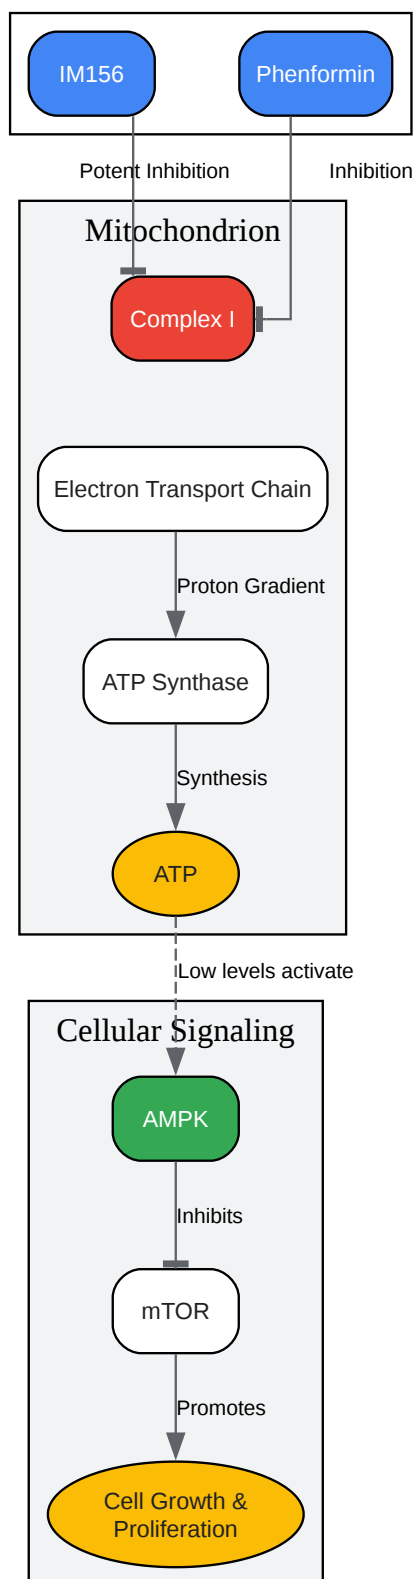 IM156
Phenformin
Potent Inhibition
Inhibition
Mitochondrion
Complex I
Electron Transport Chain
Proton Gradient
ATP Synthase
Synthesis
ATP
Low levels activate
Cellular Signaling
AMPK
Inhibits
mTOR
Promotes
Cell Growth &
Proliferation